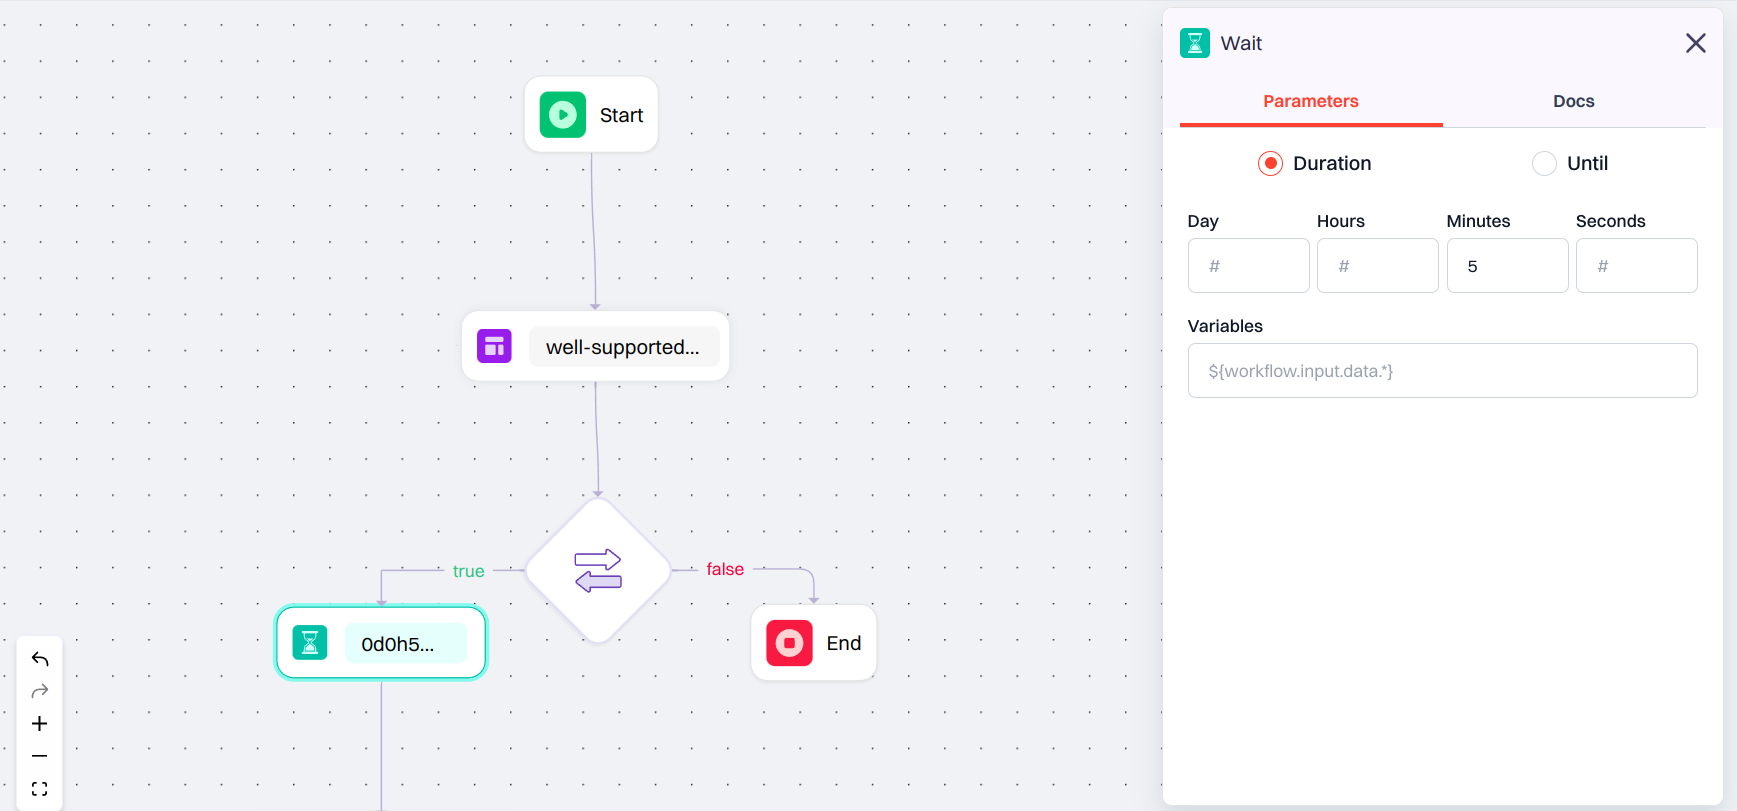 Start
well-supported...
true
false
0d0h5...
End
Wait
Parameters
Docs
Duration
Until
Day
Hours
Minutes
Seconds
#
#
5
#
Variables
${workflow.input.data.*}